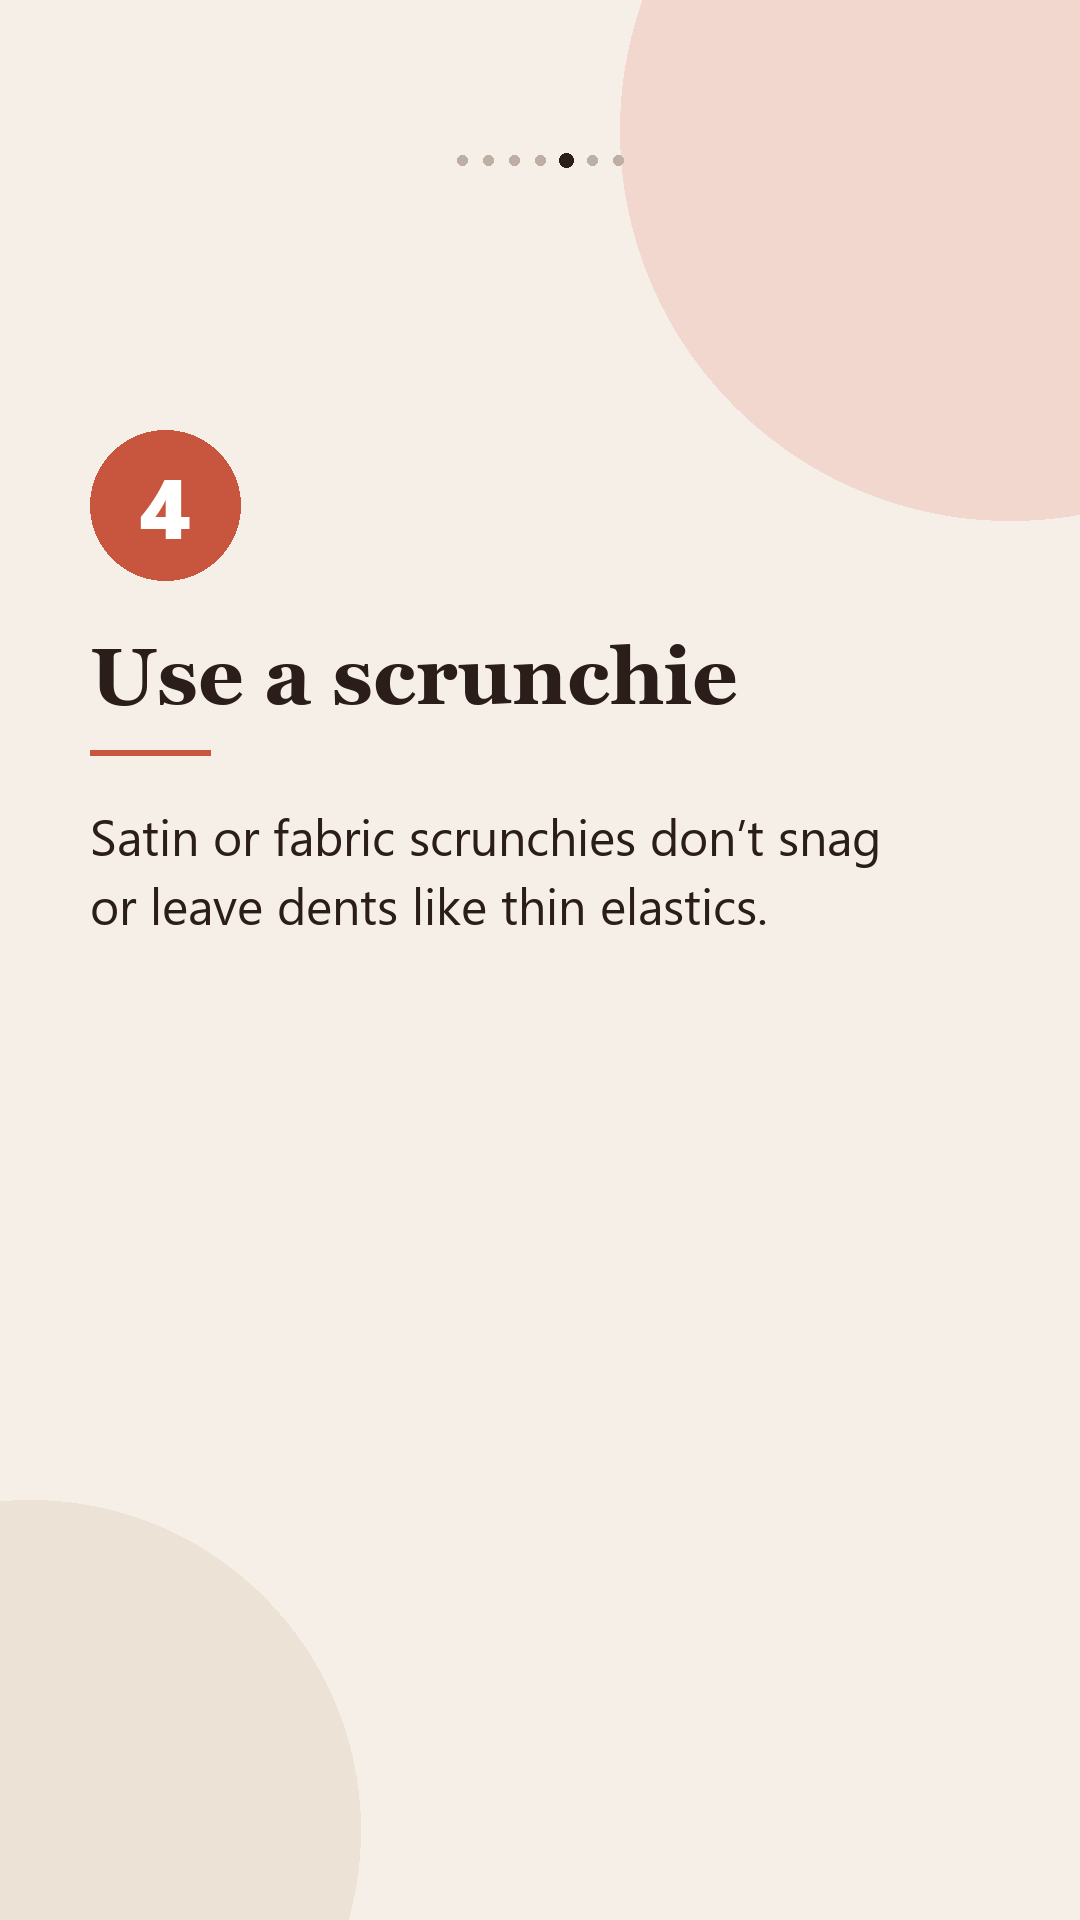 4
Use a scrunchie
Satin or fabric scrunchies don’t snag
or leave dents like thin elastics.